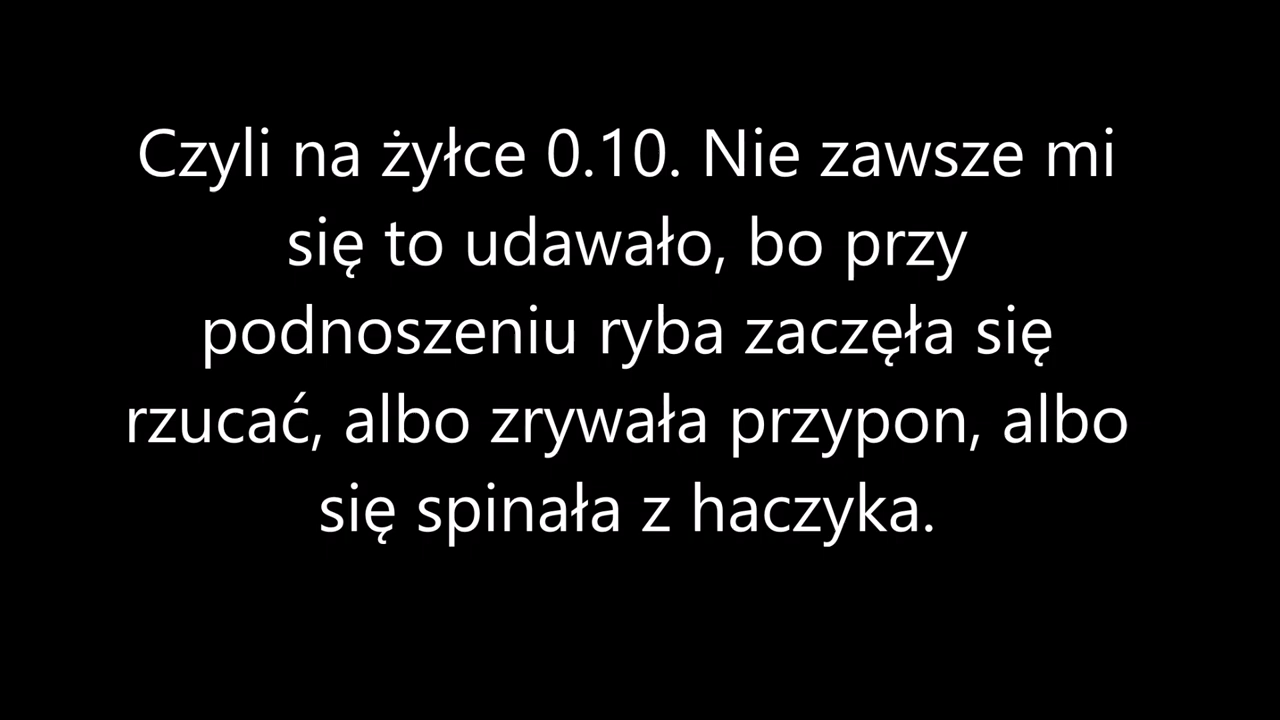 Czyli na żyłce 0.10. Nie zawsze mi
się to udawało, bo przy
podnoszeniu ryba zaczęła się
rzucać, albo zrywała przypon, albo
się spinała z haczyka.